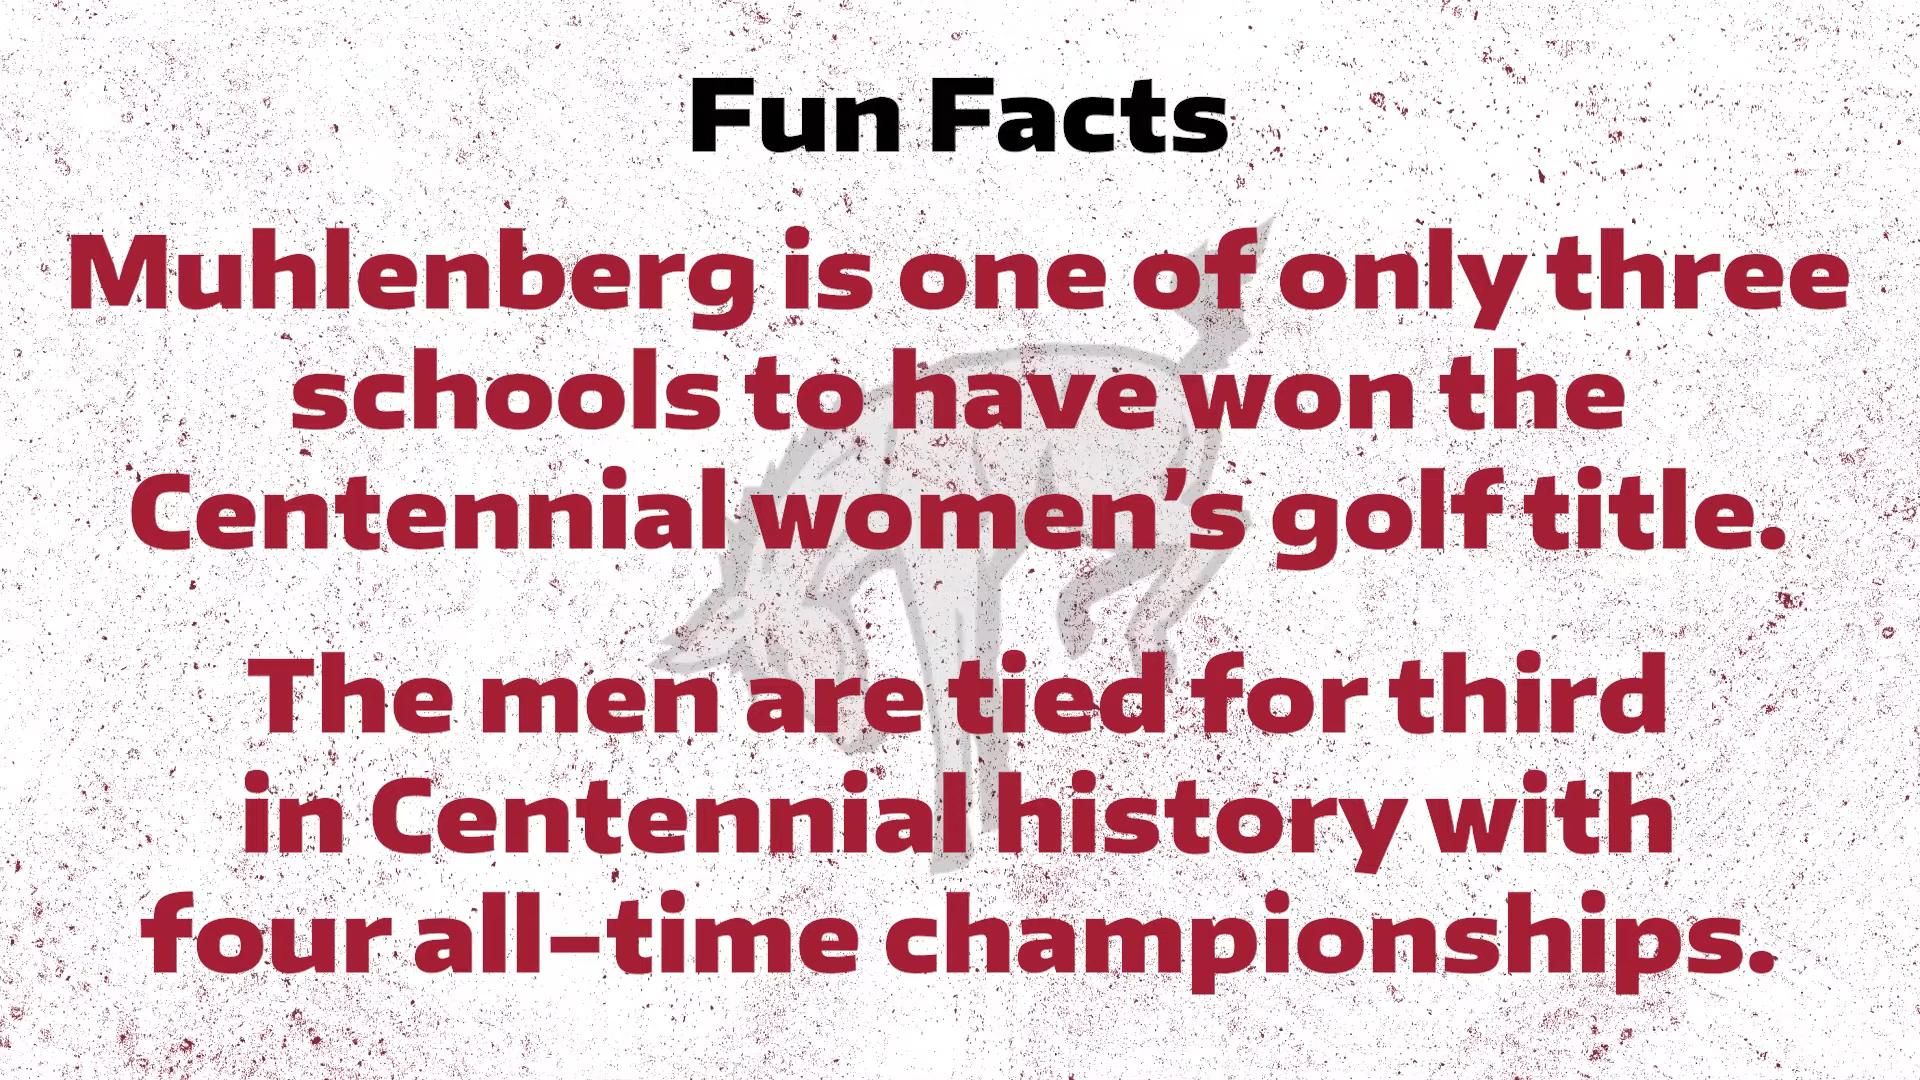 Fun Facts
Muhlenberg is one of only three
schools to have won the
Centennial women’s golf title.
The men are tied for third
in Centennial history with
four all-time championships.